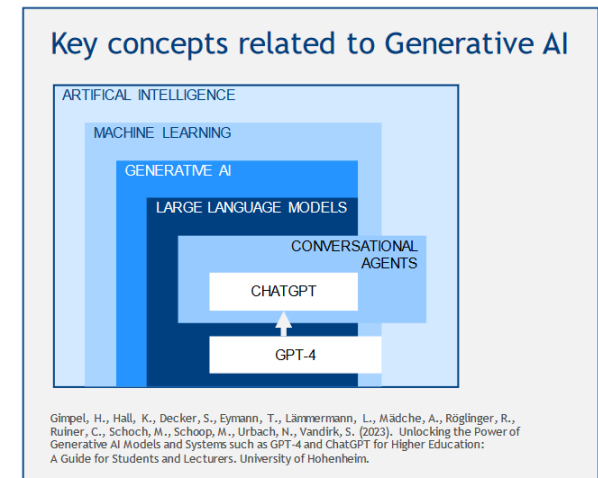 Key concepts related to Generative AI
ARTIFICAL INTELLIGENCE
MACHINE LEARNING
GENERATIVE AI
LARGE LANGUAGE MODELS
CONVERSATIONAL
AGENTS
CHATGPT
GPT-4
Gimpel, H., Hall, K., Decker, S., Eymann, T., Lämmermann, L., Mädche, A., Röglinger, R.,
Ruiner, C., Schoch, M., Schoop, M., Urbach, N., Vandirk, S. (2023). Unlocking the Power of
Generative AI Models and Systems such as GPT-4 and ChatGPT for Higher Education:
A Guide for Students and Lecturers. University of Hohenheim.